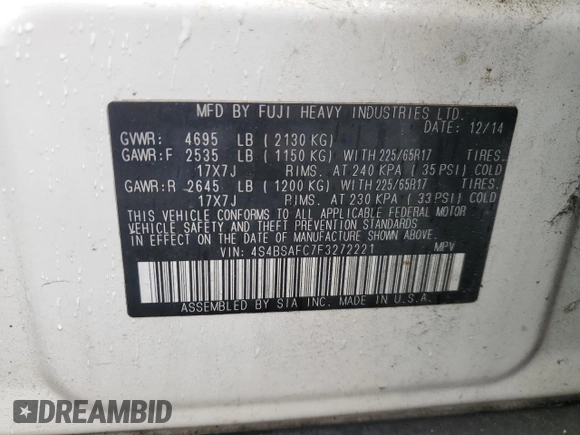 MFD BY FUJI HEAVY INDUSTRIES LTD.
DATE: 12/14
GVWR: 4695 LB ( 2130 KG)
GAWR:F 2535 LB ( 1150 KG) WITH 225/65R17 TIRES.
17X7J RIMS. AT 240 KPA ( 35 PSI) COLD
GAWR:R 2645 LB ( 1200 KG) WITH 225/65R17 TIRES.
17X7J RIMS. AT 230 KPA ( 33 PSI) COLD
THIS VEHICLE CONFORMS TO ALL APPLICABLE FEDERAL MOTOR
VEHICLE SAFETY AND THEFT PREVENTION STANDARDS
IN EFFECT ON THE DATE OF MANUFACTURE SHOWN ABOVE.
VIN: 4S4BSAFC7F3272221 MPV
ASSEMBLED BY SIA INC. MADE IN U.S.A.
DREAMBID